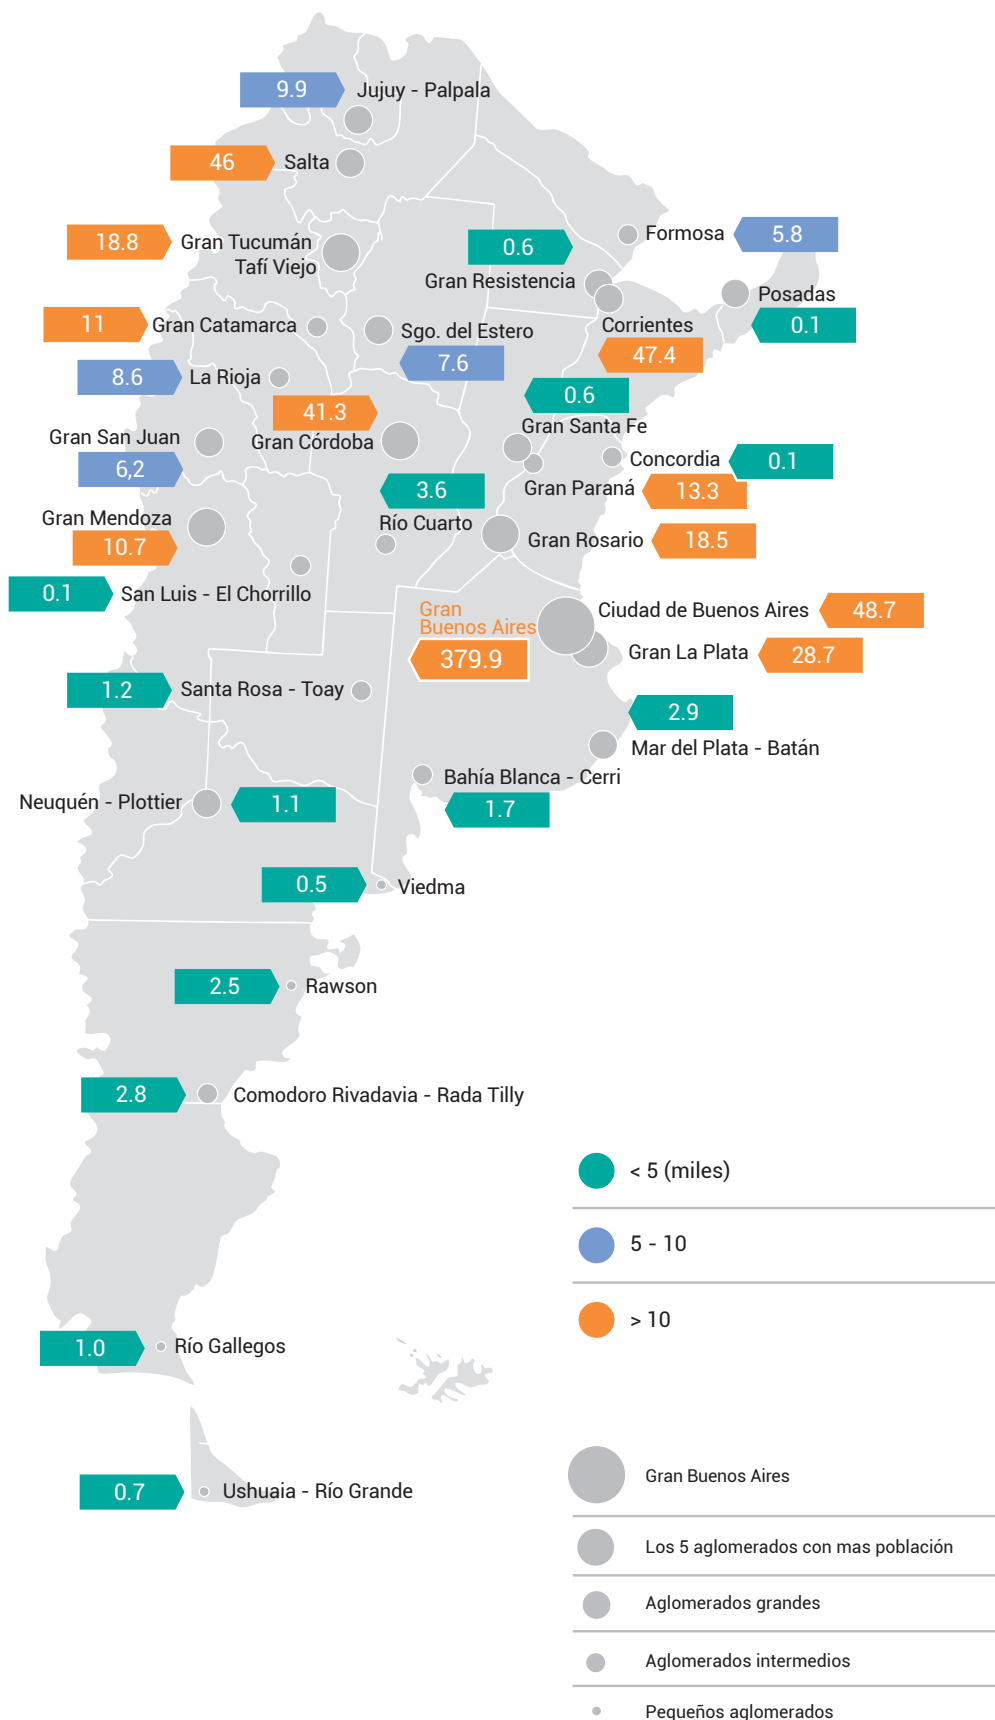 9.9
Jujuy - Palpala
46
Salta
18.8
Gran Tucumán
Tafí Viejo
0.6
Gran Resistencia
Formosa
5.8
Posadas
0.1
11
Gran Catamarca
Sgo. del Estero
7.6
Corrientes
47.4
8.6
La Rioja
41.3
Gran Córdoba
0.6
Gran Santa Fe
Gran San Juan
6,2
Concordia
0.1
3.6
Río Cuarto
Gran Paraná
13.3
Gran Mendoza
10.7
Gran Rosario
18.5
0.1
San Luis - El Chorrillo
Gran
Buenos Aires
379.9
Ciudad de Buenos Aires
48.7
Gran La Plata
28.7
1.2
Santa Rosa - Toay
2.9
Mar del Plata - Batán
Neuquén - Plottier
1.1
Bahía Blanca - Cerri
1.7
0.5
Viedma
2.5
Rawson
2.8
Comodoro Rivadavia - Rada Tilly
< 5 (miles)
5 - 10
> 10
1.0
Río Gallegos
0.7
Ushuaia - Río Grande
Gran Buenos Aires
Los 5 aglomerados con mas población
Aglomerados grandes
Aglomerados intermedios
Pequeños aglomerados